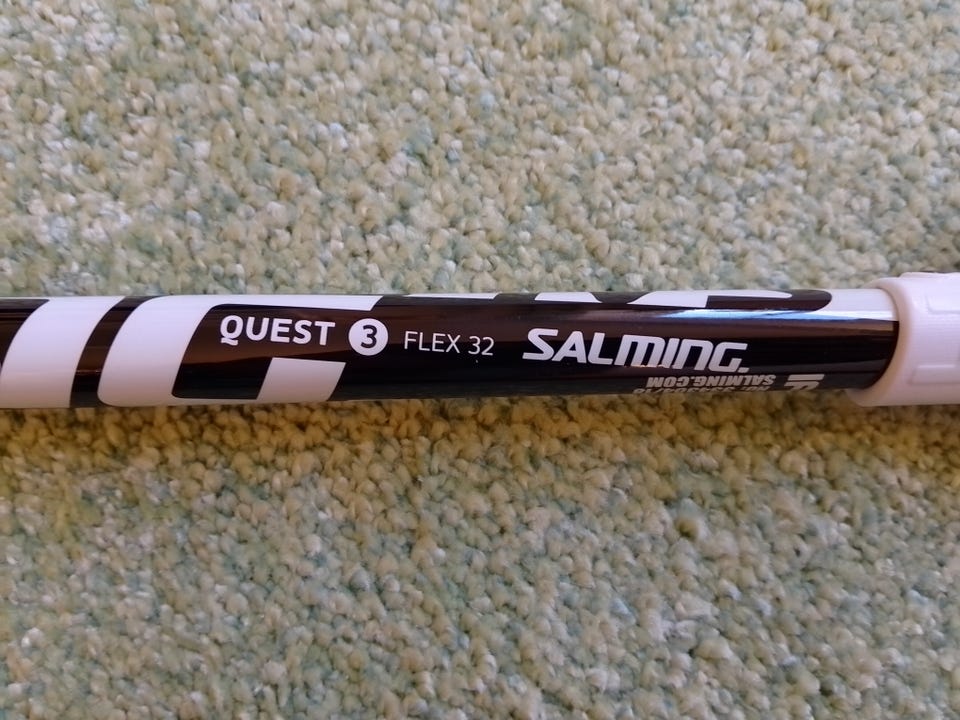 QUEST 3 FLEX 32 SALMING.
SALMING.COM